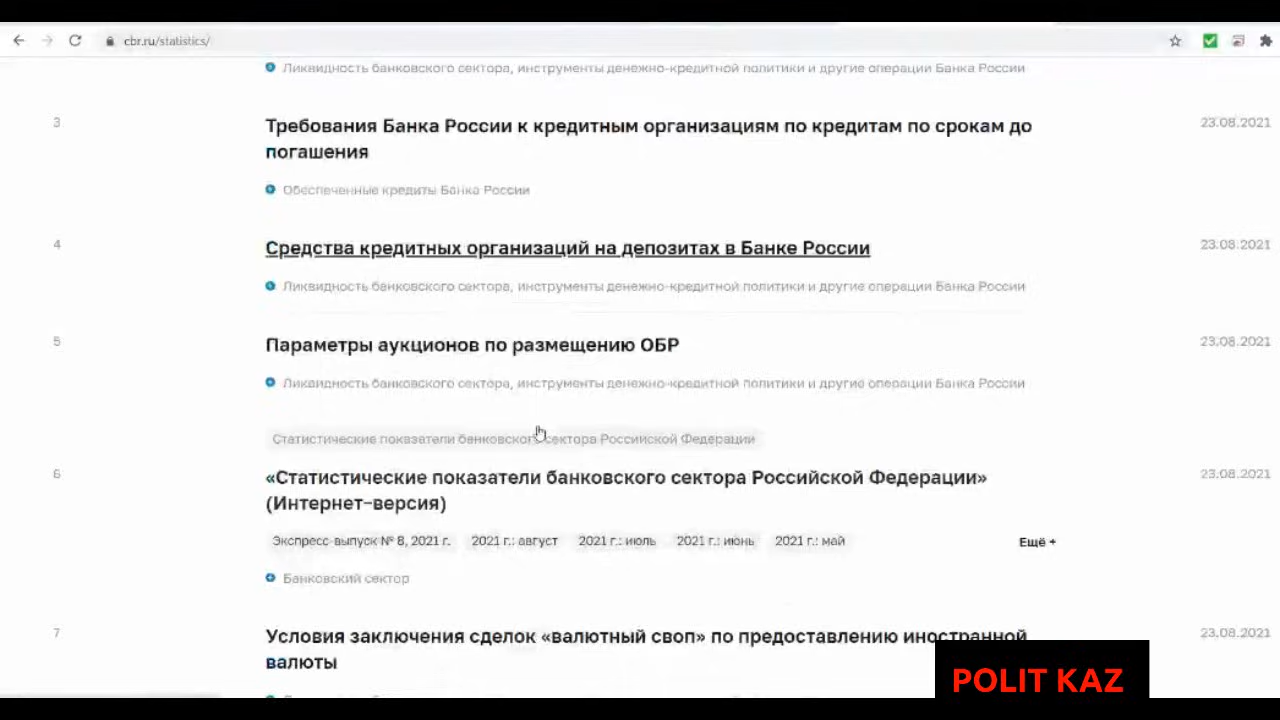 cbr.ru/statistics/
Ликвидность банковского сектора, инструменты денежно-кредитной политики и другие операции Банка России
3
Требования Банка России к кредитным организациям по кредитам по срокам до
23.08.2021
погашения
Обеспеченные кредиты Банка России
4
Средства кредитных организаций на депозитах в Банке России
23.08.2021
Ликвидность банковского сектора, инструменты денежно-кредитной политики и другие операции Банка России
5
Параметры аукционов по размещению ОБР
23.08.2021
Ликвидность банковского сектора, инструменты денежно-кредитной политики и другие операции Банка России
Статистические показатели банковского сектора Российской Федерации
6
«Статистические показатели банковского сектора Российской Федерации»
23.08.2021
(Интернет-версия)
Экспресс-выпуск № 8, 2021 г. 2021 г.: август 2021 г.: июль 2021 г.: июнь 2021 г.: май Ещё +
Банковский сектор
7
Условия заключения сделок «валютный своп» по предоставлению иностранной
23.08.2021
валюты
POLIT KAZ